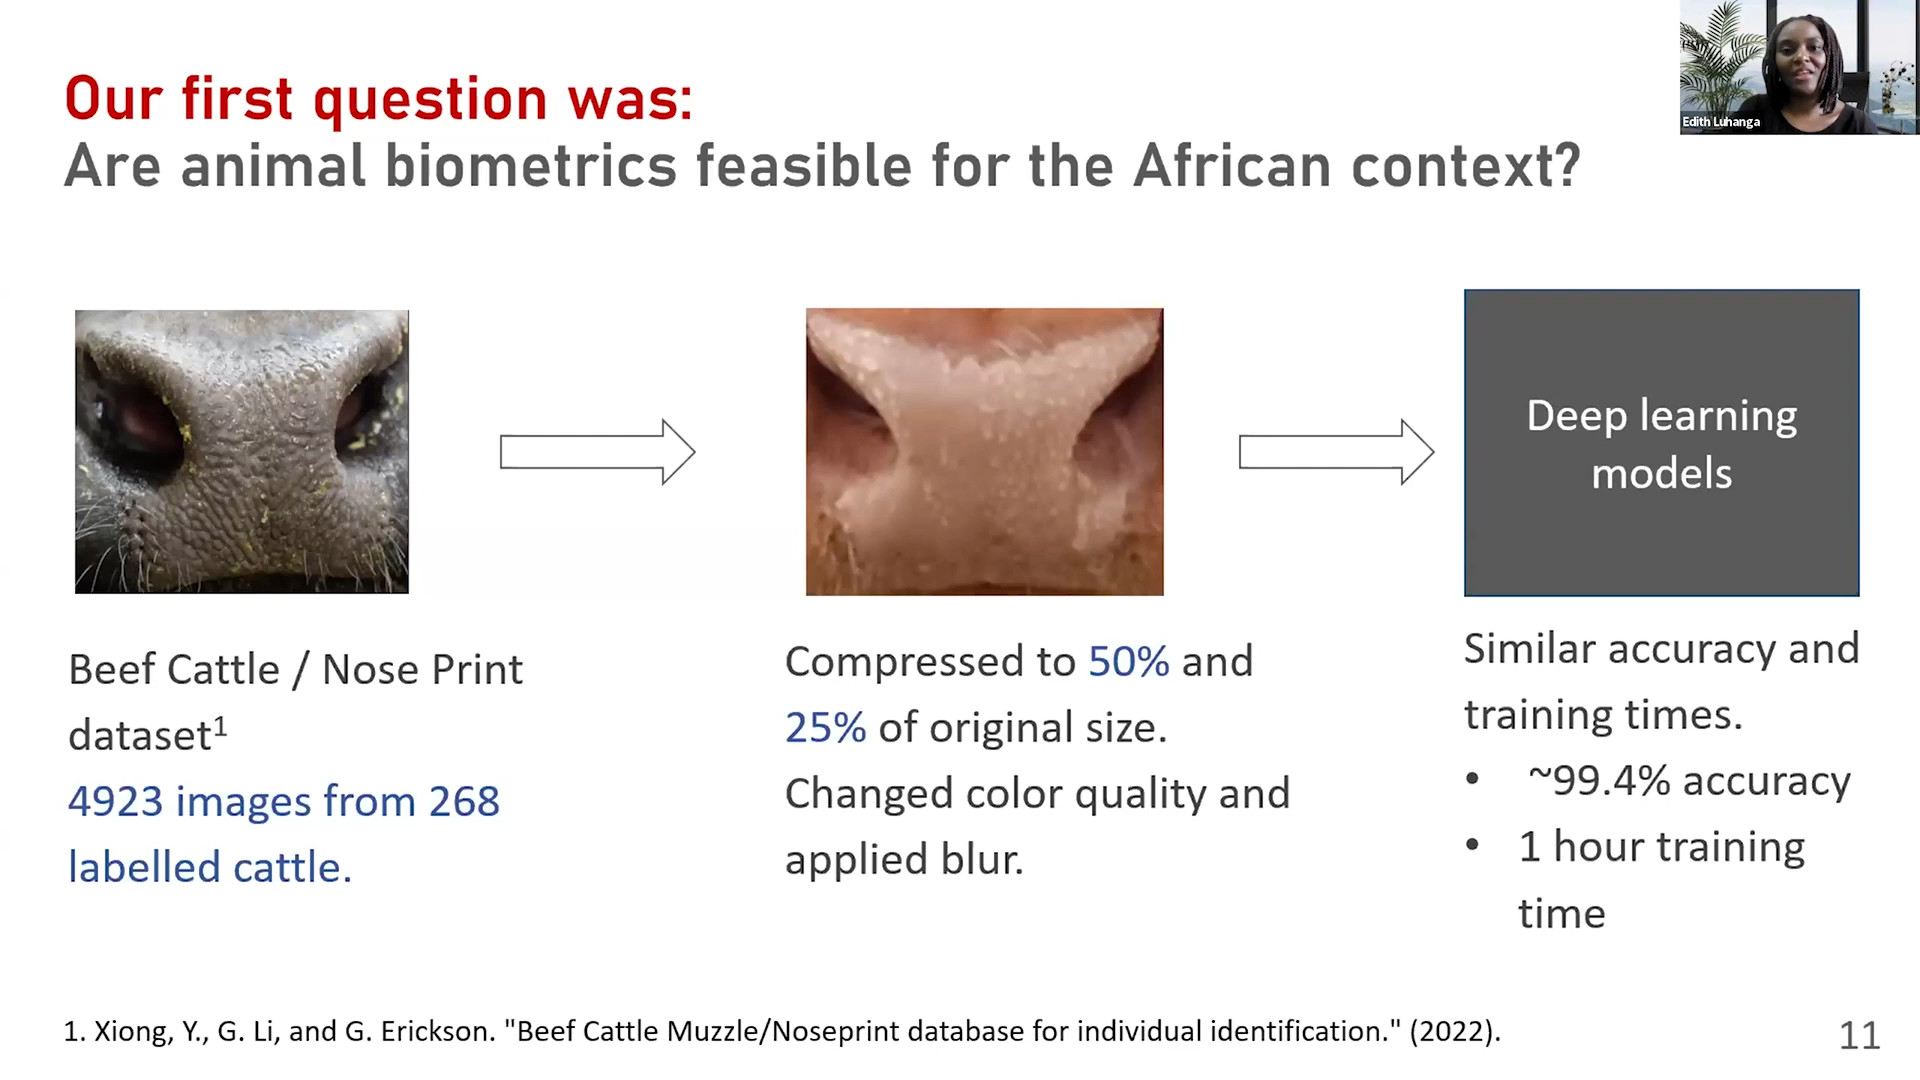 Our first question was:
Are animal biometrics feasible for the African context?
Edith Luhanga
Deep learning
models
Beef Cattle / Nose Print
dataset¹
4923 images from 268
labelled cattle.
Compressed to 50% and
25% of original size.
Changed color quality and
applied blur.
Similar accuracy and
training times.
• ~99.4% accuracy
• 1 hour training
time
1. Xiong, Y., G. Li, and G. Erickson. "Beef Cattle Muzzle/Noseprint database for individual identification." (2022).
11